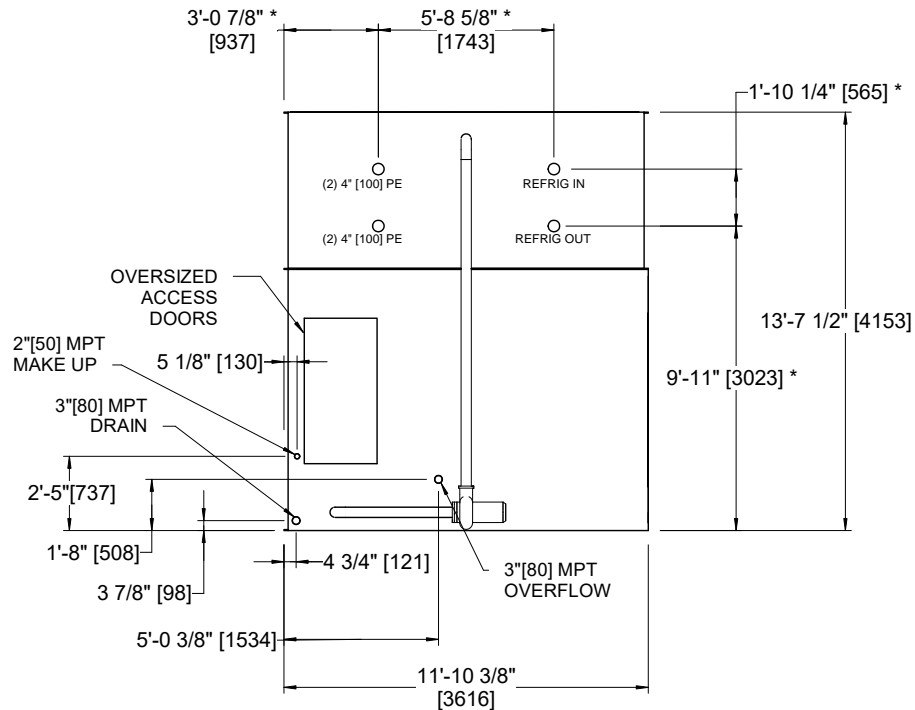 3'-0 7/8" *
[937]
5'-8 5/8" *
[1743]
1'-10 1/4" [565] *
(2) 4" [100] PE
REFRIG IN
(2) 4" [100] PE
REFRIG OUT
OVERSIZED
ACCESS
DOORS
13'-7 1/2" [4153]
2"[50] MPT
MAKE UP
5 1/8" [130]
9'-11" [3023] *
3"[80] MPT
DRAIN
2'-5"[737]
1'-8" [508]
4 3/4" [121]
3"[80] MPT
OVERFLOW
3 7/8" [98]
5'-0 3/8" [1534]
11'-10 3/8"
[3616]